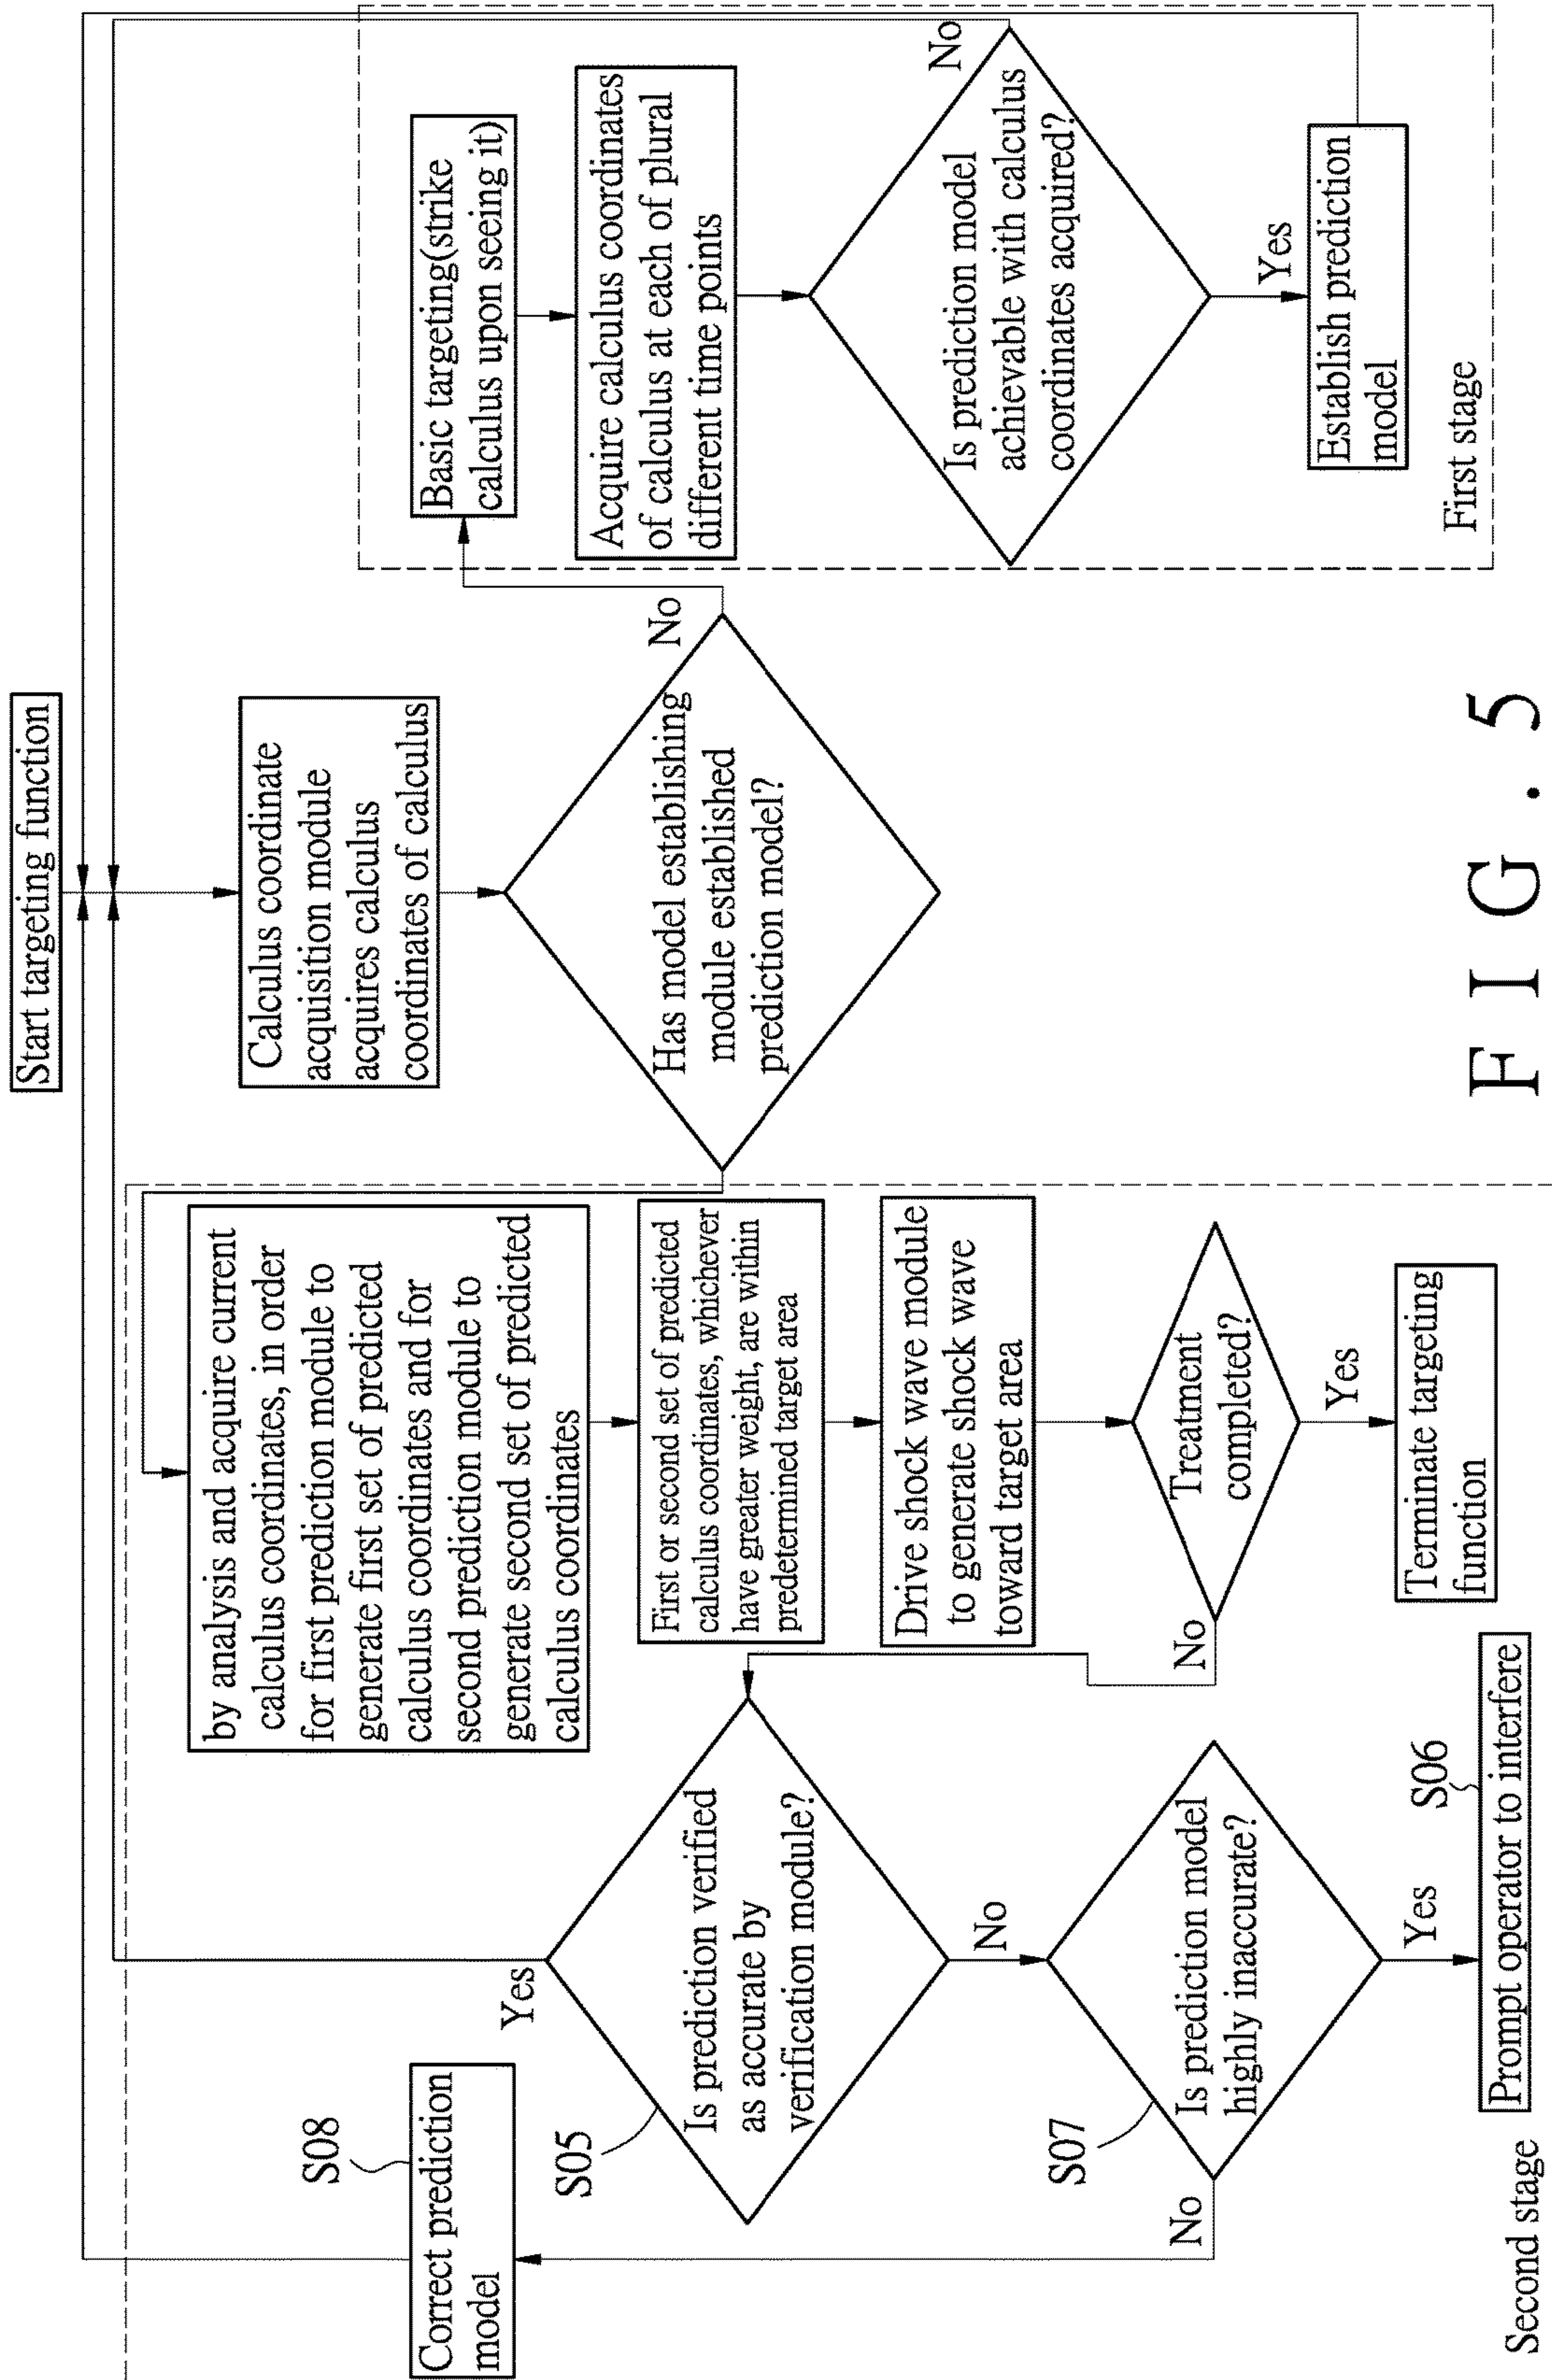 Start targeting function
Calculus coordinate
acquisition module
acquires calculus
coordinates of calculus
Has model establishing
module established
prediction model?
No
Basic targeting(strike
calculus upon seeing it)
Acquire calculus coordinates
of calculus at each of plural
different time points
Is prediction model
achievable with calculus
coordinates acquired?
No
Yes
Establish prediction
model
First stage
by analysis and acquire current
calculus coordinates, in order
for first prediction module to
generate first set of predicted
calculus coordinates and for
second prediction module to
generate second set of predicted
calculus coordinates
First or second set of predicted
calculus coordinates, whichever
have greater weight, are within
predetermined target area
Drive shock wave module
to generate shock wave
toward target area
Treatment
completed?
No
Yes
Terminate targeting
function
Is prediction verified
as accurate by
verification module?
S05
Yes
No
Is prediction model
highly inaccurate?
S07
No
Yes
S08
Correct prediction
model
S06
Prompt operator to interfere
Second stage
FIG.5